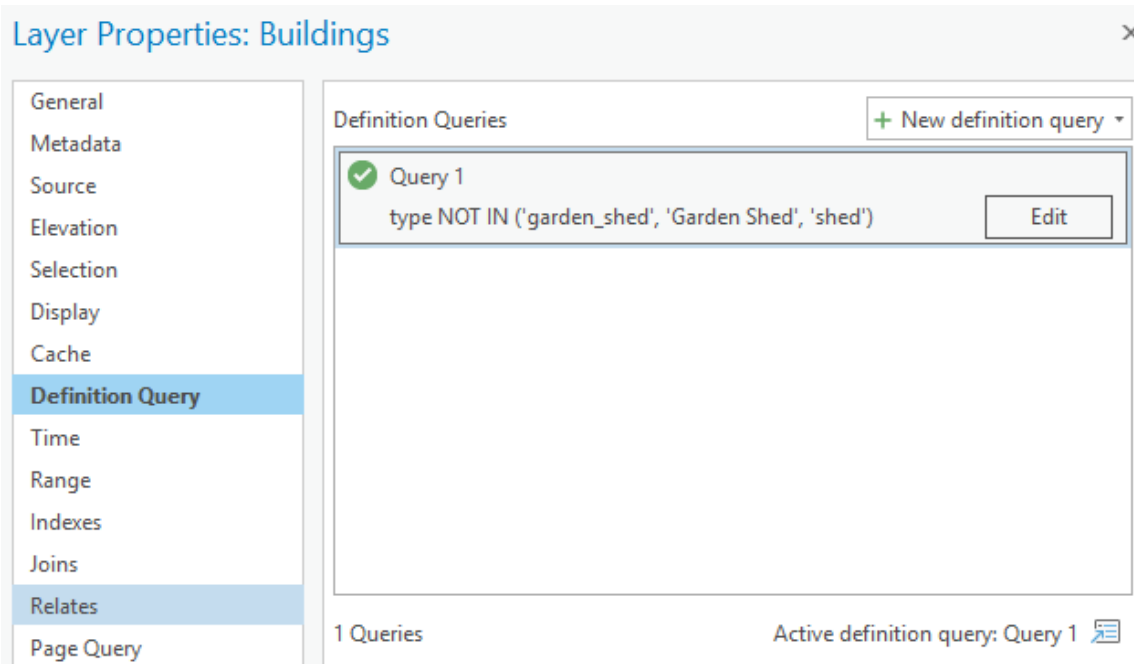 Layer Properties: Buildings
General
Metadata
Source
Elevation
Selection
Display
Cache
Definition Query
Time
Range
Indexes
Joins
Relates
Page Query
Definition Queries
+ New definition query
Query 1
type NOT IN ('garden_shed', 'Garden Shed', 'shed')
Edit
1 Queries
Active definition query: Query 1